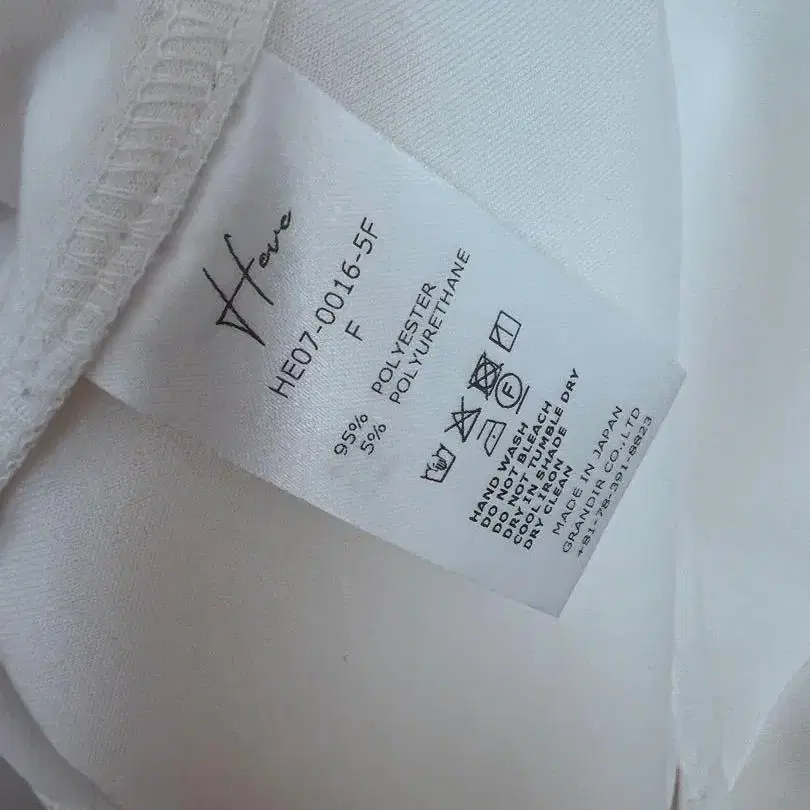 HE07-0016-5F
F
95% POLYESTER
5% POLYURETHANE
F
HAND WASH
DO NOT BLEACH
DO NOT TUMBLE DRY
DRY IN SHADE
COOL IRON
DRY CLEAN
MADE IN JAPAN
GRANDIR CO.,LTD
+81-78-391-8823